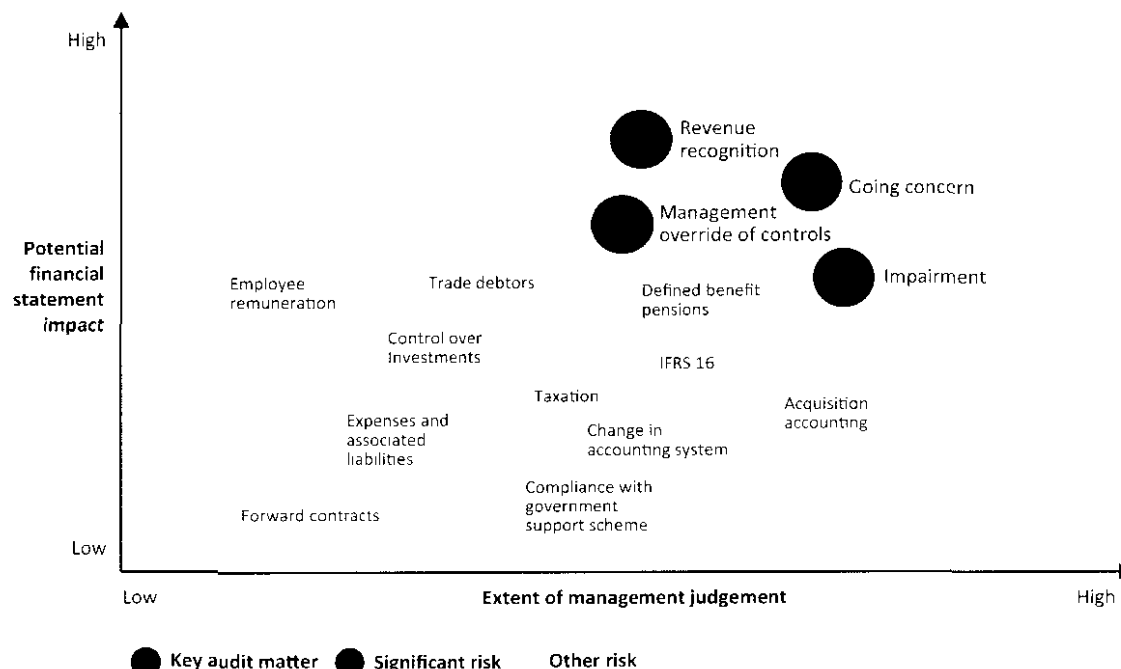 High
Revenue
recognition
Going concern
Management
override of controls
Potential
financial
statement
impact
Employee
remuneration
Trade debtors
Defined benefit
pensions
Impairment
Control over
Investments
IFRS 16
Taxation
Acquisition
accounting
Expenses and
associated
liabilities
Change in
accounting system
Compliance with
government
support scheme
Forward contracts
Low
Low
Extent of management judgement
High
Key audit matter
Significant risk
Other risk